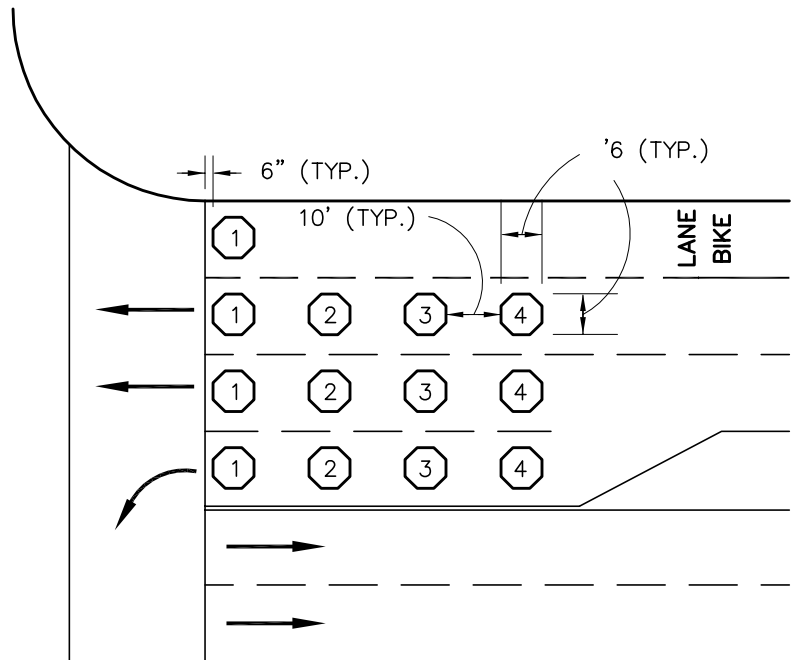 '6 (TYP.)
6" (TYP.)
10' (TYP.)
LANE
BIKE
1
1 2 3 4
1 2 3 4
1 2 3 4